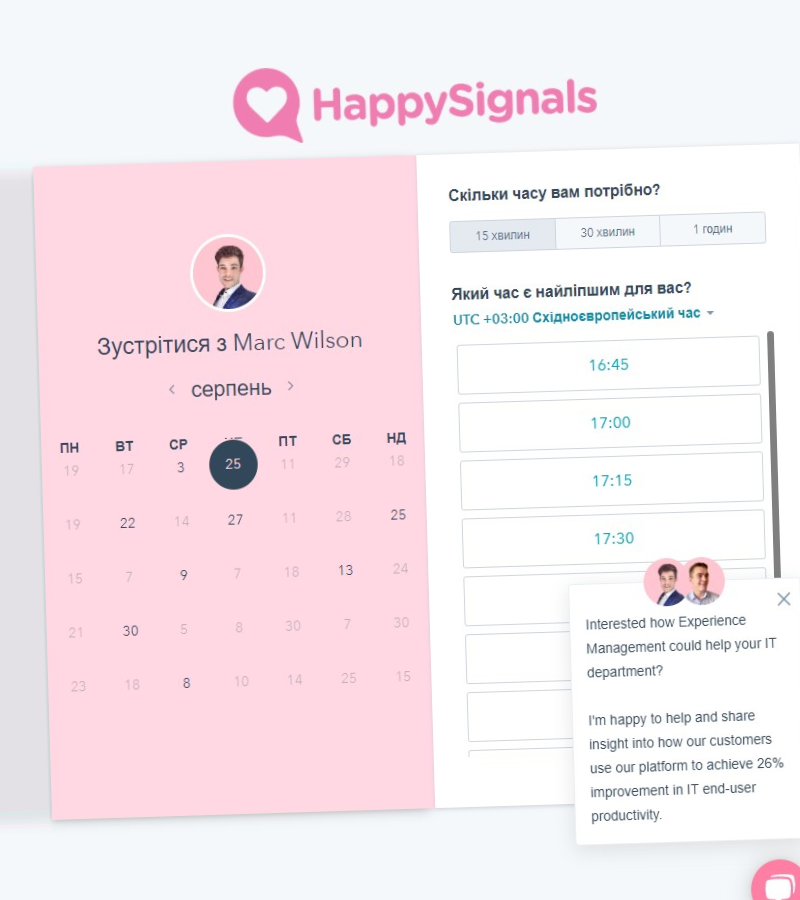 HappySignals
Зустрітися з Marc Wilson
серпень
ПН ВТ СР ПТ СБ НД
19 17 3 25 11 29 18
19 22 14 27 11 28 25
15 7 9 7 18 13 24
21 30 5 8 30 7 30
23 18 8 10 14 25 15
Скільки часу вам потрібно?
15 хвилин 30 хвилин 1 годин
Який час є найліпшим для вас?
UTC +03:00 Східноєвропейський час
16:45
17:00
17:15
17:30
Interested how Experience
Management could help your IT
department?
I'm happy to help and share
insight into how our customers
use our platform to achieve 26%
improvement in IT end-user
productivity.